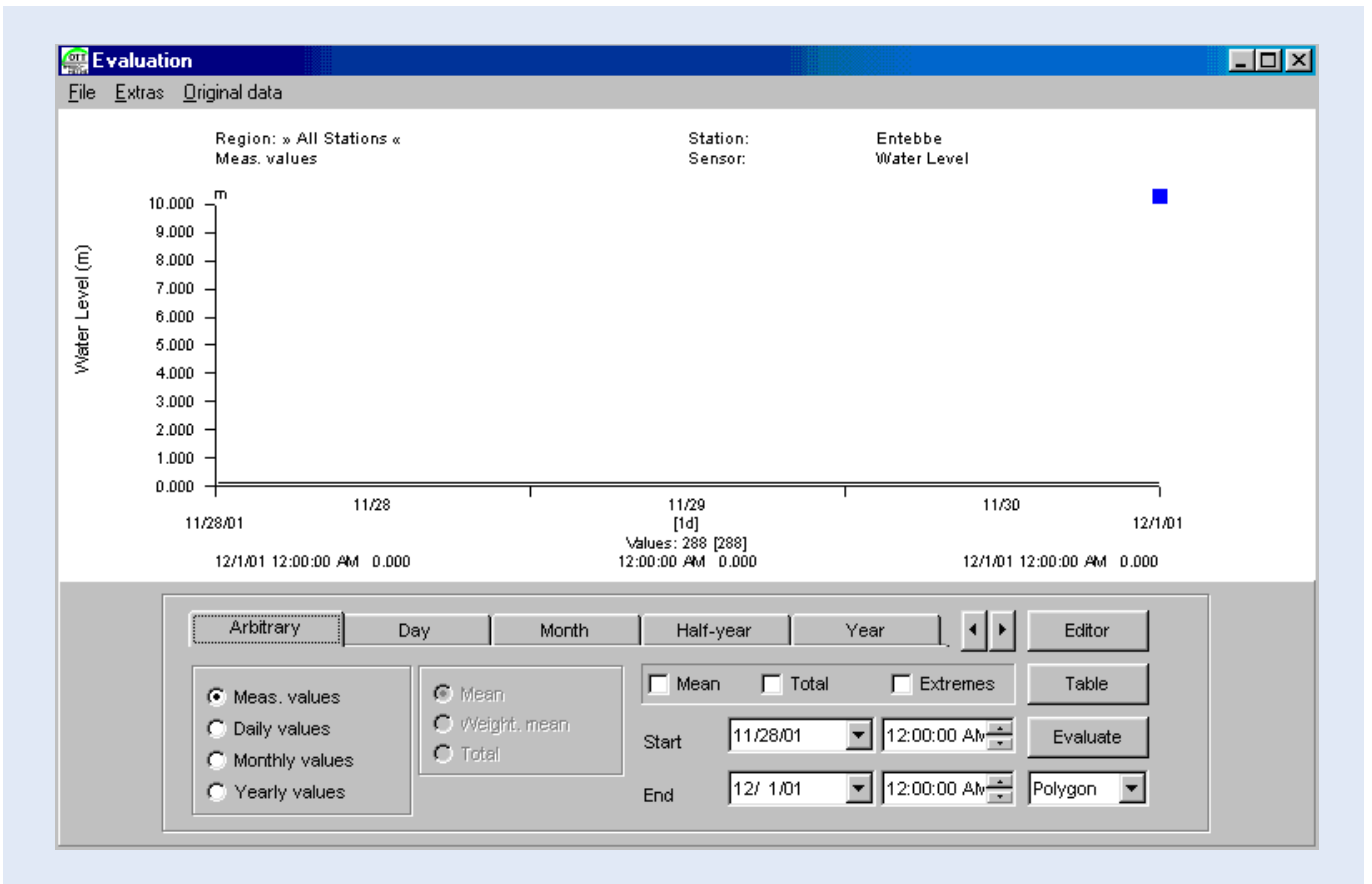 OTT Evaluation
File Extras Original data
Region: » All Stations « Station: Entebbe
Meas. values Sensor: Water Level
m
10.000
9.000
8.000
7.000
6.000
5.000
4.000
3.000
2.000
1.000
0.000
Water Level (m)
11/28 11/29 11/30
11/28/01 [1d] 12/1/01
Values: 288 [288]
12/1/01 12:00:00 AM 0.000 12:00:00 AM 0.000 12/1/01 12:00:00 AM 0.000
Arbitrary Day Month Half-year Year Editor
Mean Total Extremes Table
Meas. values Mean
Daily values Weight. mean
Monthly values Total
Yearly values
Start 11/28/01 12:00:00 AM Evaluate
End 12/ 1/01 12:00:00 AM Polygon